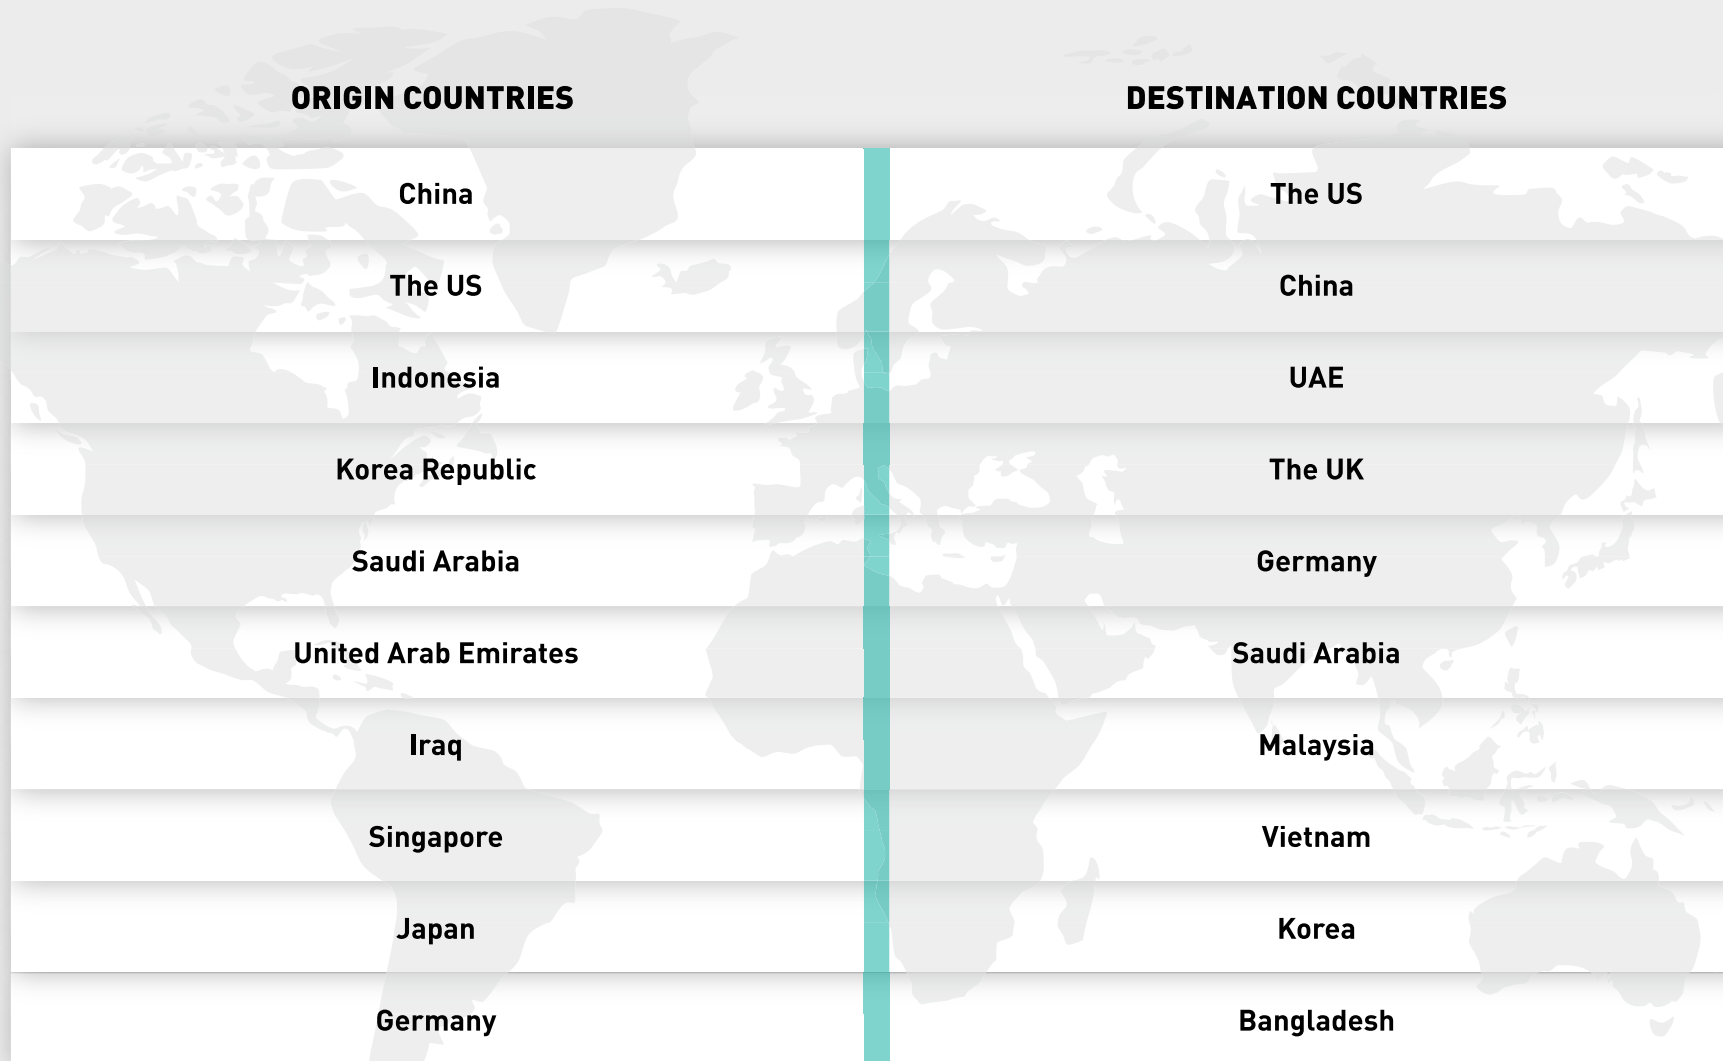 ORIGIN COUNTRIES DESTINATION COUNTRIES
China The US
The US China
Indonesia UAE
Korea Republic The UK
Saudi Arabia Germany
United Arab Emirates Saudi Arabia
Iraq Malaysia
Singapore Vietnam
Japan Korea
Germany Bangladesh